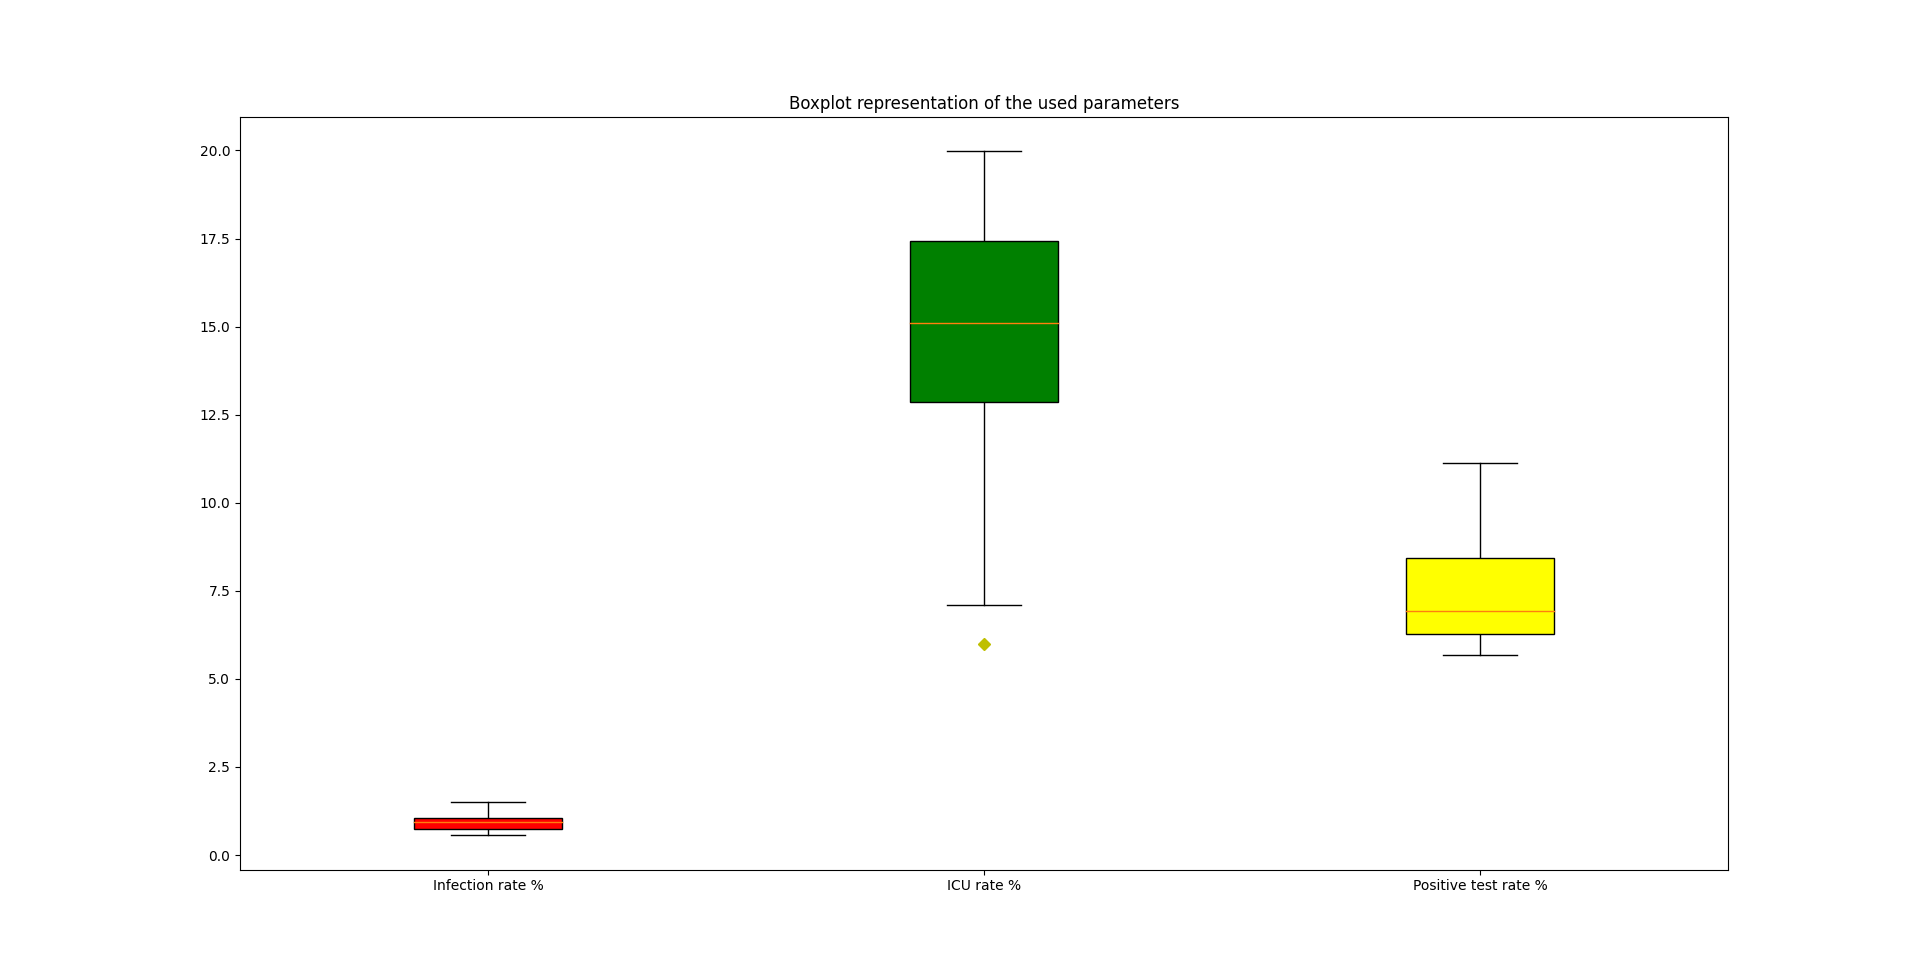 Boxplot representation of the used parameters
20.0
17.5
15.0
12.5
10.0
7.5
5.0
2.5
0.0
Infection rate %
ICU rate %
Positive test rate %